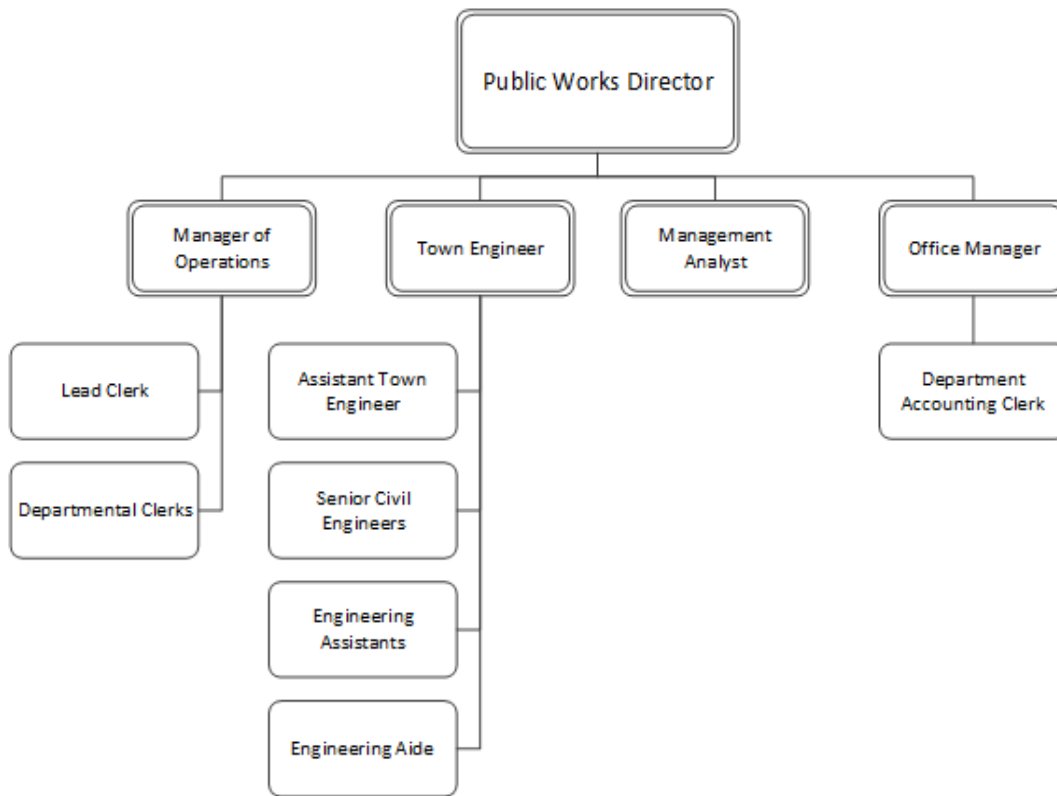 Public Works Director
Manager of
Operations
Town Engineer
Management
Analyst
Office Manager
Lead Clerk
Departmental Clerks
Assistant Town
Engineer
Senior Civil
Engineers
Engineering
Assistants
Engineering Aide
Department
Accounting Clerk